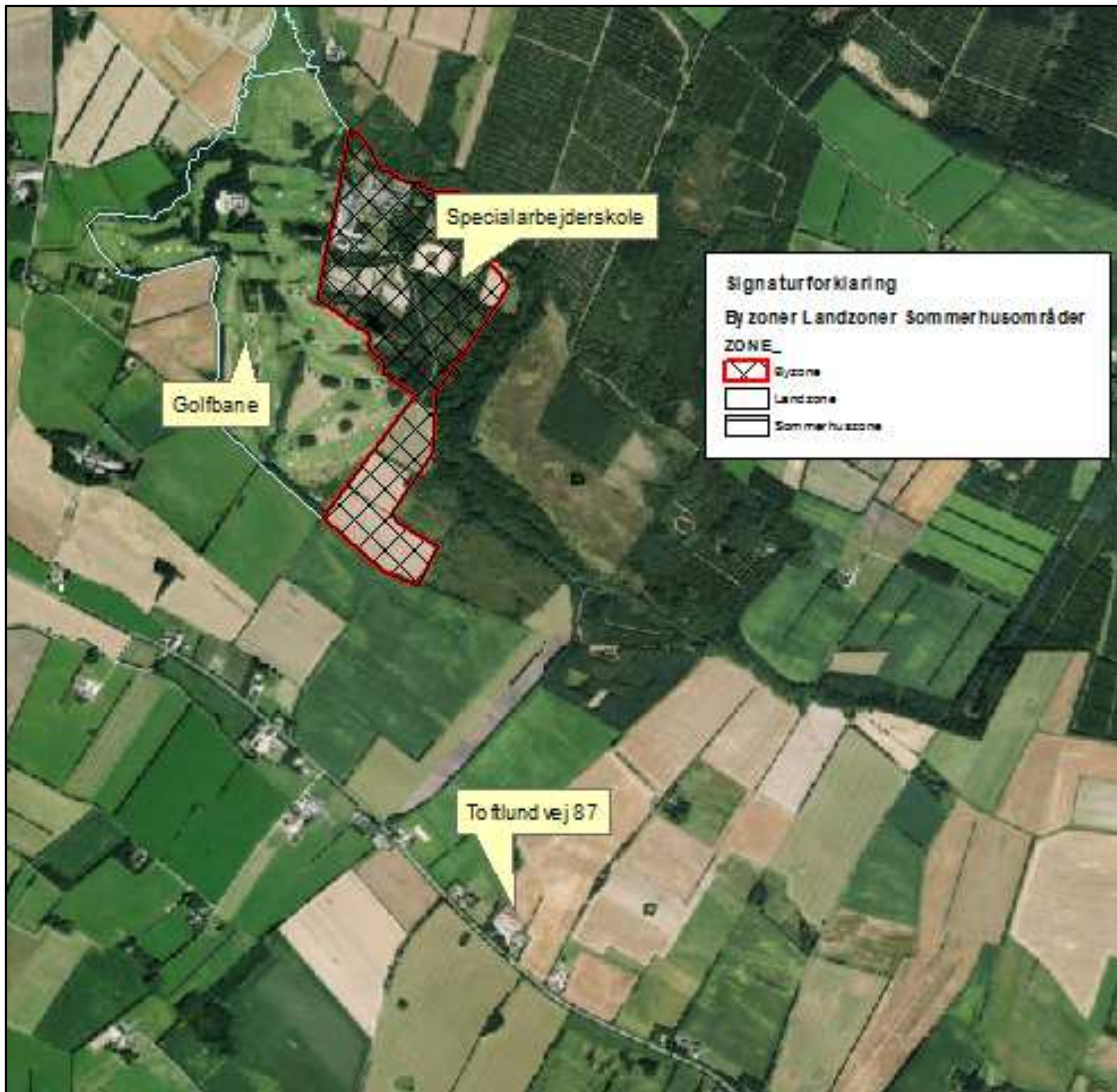 Specialarbejderskole
Signaturforklaring
Byzoner Landzoner Sommerhusområder
ZONE_
Byzone
Landzone
Sommerhuszone
Golfbane
Toftlundvej 87